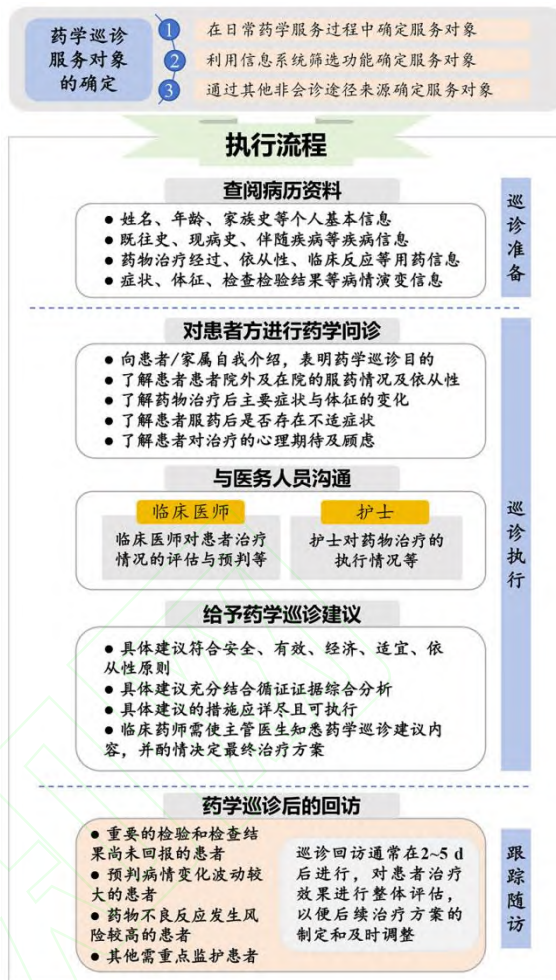 药学巡诊
服务对象
的确定
1 在日常药学服务过程中确定服务对象
2 利用信息系统筛选功能确定服务对象
3 通过其他非会诊途径来源确定服务对象
执行流程
查阅病历资料
● 姓名、年龄、家族史等个人基本信息
● 既往史、现病史、伴随疾病等疾病信息
● 药物治疗经过、依从性、临床反应等用药信息
● 症状、体征、检查检验结果等病情演变信息
巡诊准备
对患者方进行药学问诊
● 向患者/家属自我介绍，表明药学巡诊目的
● 了解患者患者院外及在院的服药情况及依从性
● 了解药物治疗后主要症状与体征的变化
● 了解患者服药后是否存在不适症状
● 了解患者对治疗的心理期待及顾虑
与医务人员沟通
临床医师
临床医师对患者治疗
情况的评估与预判等
护士
护士对药物治疗的
执行情况等
给予药学巡诊建议
● 具体建议符合安全、有效、经济、适宜、依
从性原则
● 具体建议充分结合循证证据综合分析
● 具体建议的措施应详尽且可执行
● 临床药师需使主管医生知悉药学巡诊建议内
容，并酌情决定最终治疗方案
巡诊执行
药学巡诊后的回访
● 重要的检验和检查结
果尚未回报的患者
● 预判病情变化波动较
大的患者
● 药物不良反应发生风
险较高的患者
● 其他需重点监护患者
巡诊回访通常在2~5 d
后进行，对患者治疗
效果进行整体评估，
以便后续治疗方案的
制定和及时调整
跟踪随访